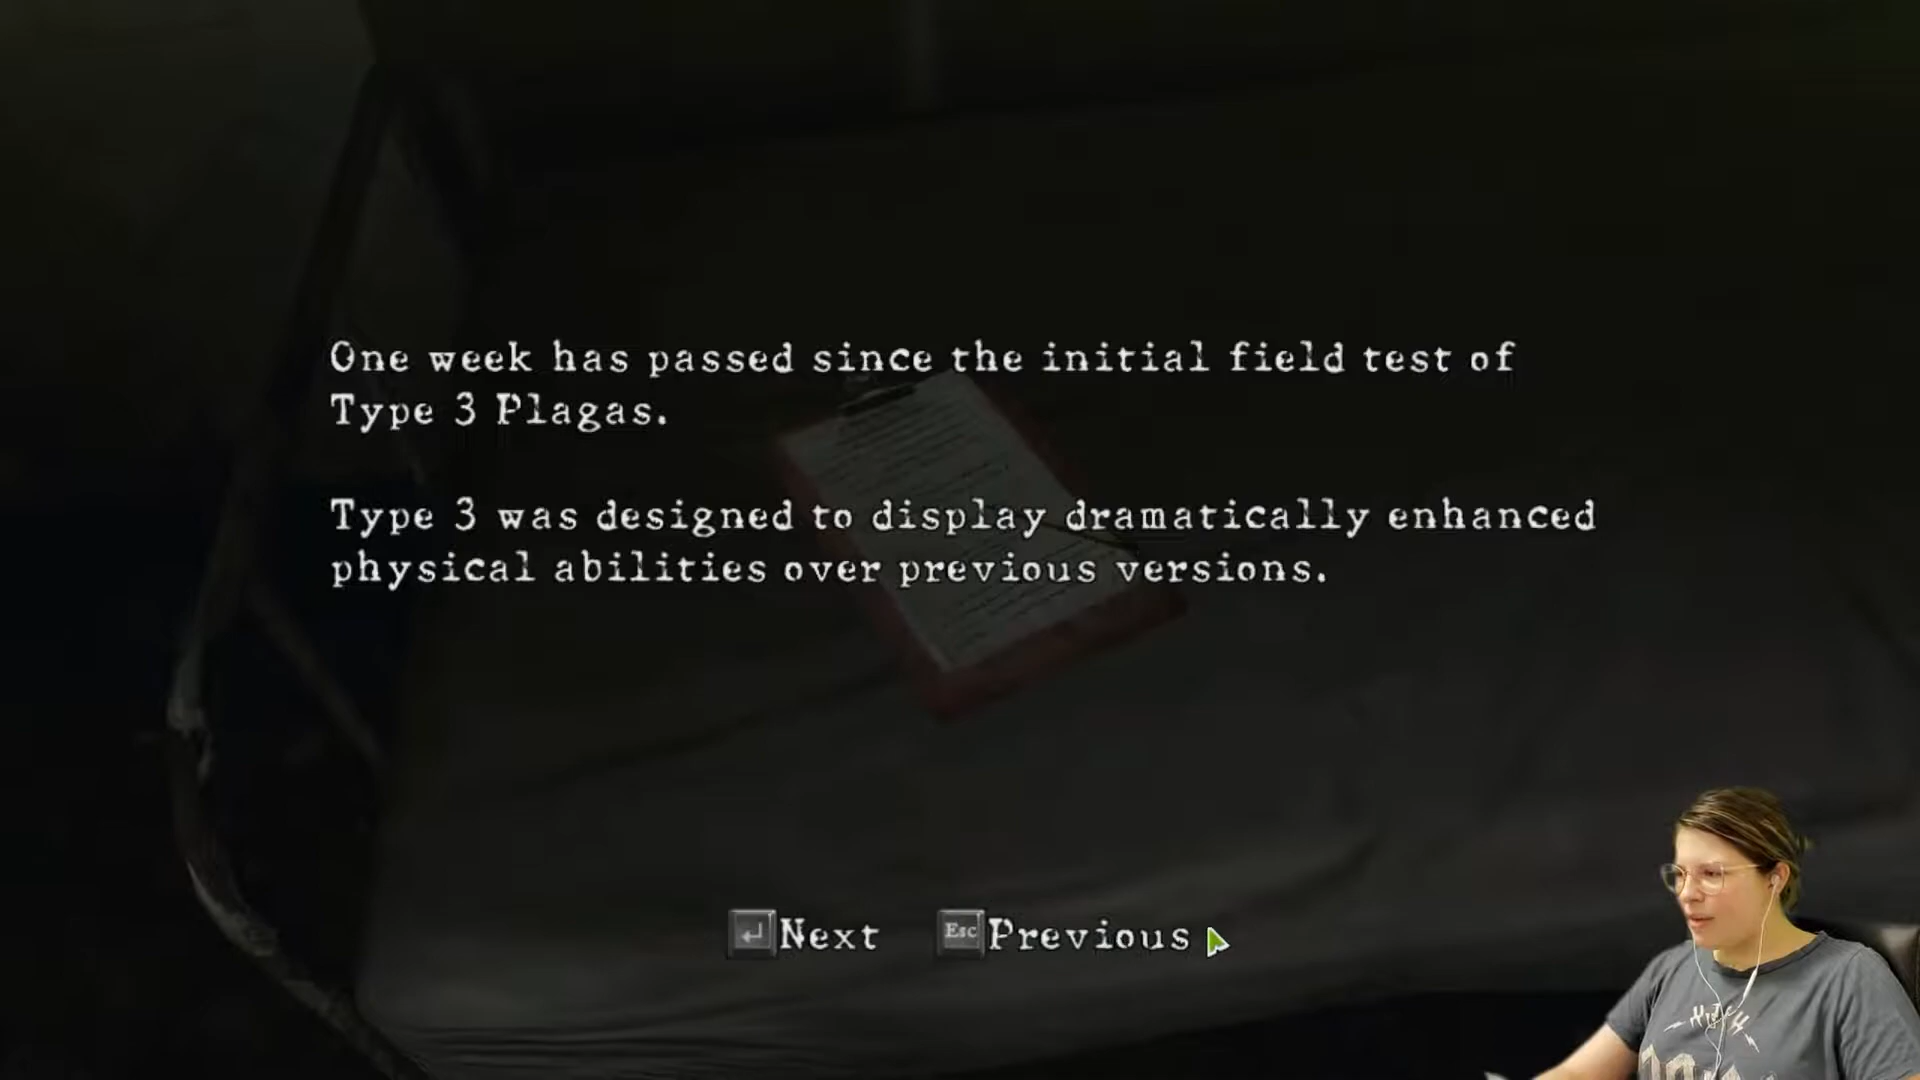 One week has passed since the initial field test of
Type 3 Plagas.
Type 3 was designed to display dramatically enhanced
physical abilities over previous versions.
Next
Esc Previous